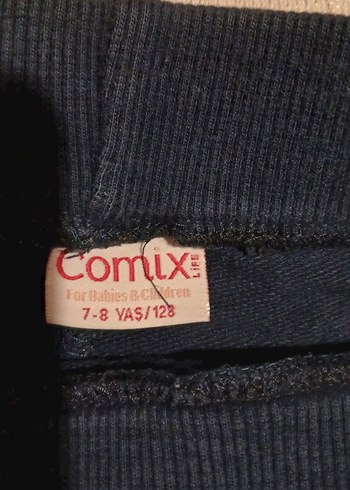 Comix LiFE
For Babies & Children
7-8 YAŞ/128